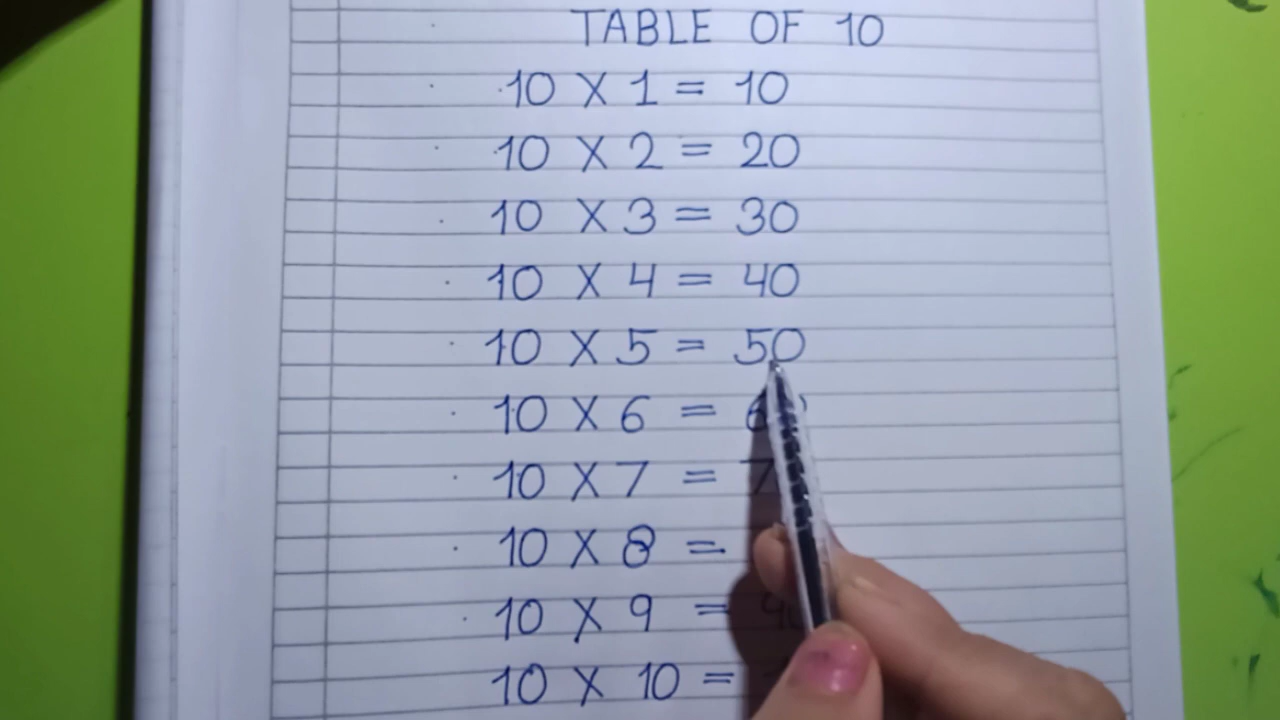 TABLE OF 10
10 X 1 = 10
10 X 2 = 20
10 X 3 = 30
10 X 4 = 40
10 X 5 = 50
10 X 6 =
10 X 7 =
10 X 8 =
10 X 9 =
10 X 10 =